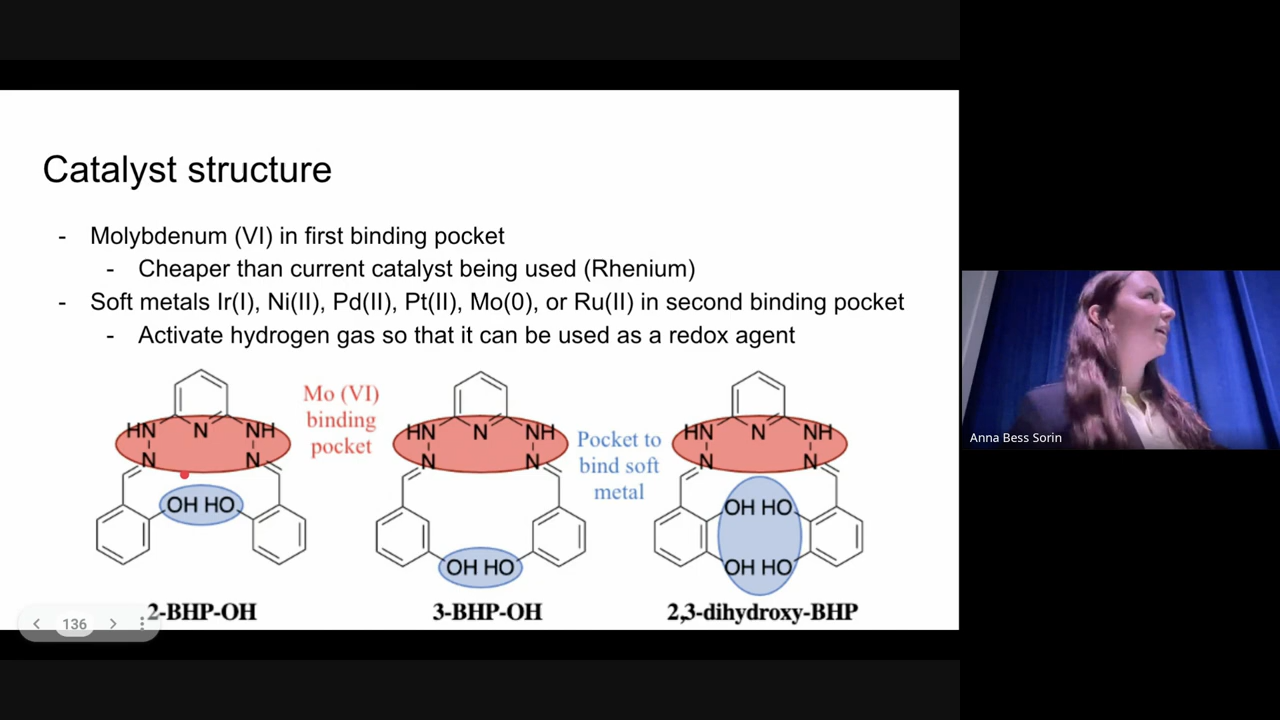 Catalyst structure
- Molybdenum (VI) in first binding pocket
- Cheaper than current catalyst being used (Rhenium)
- Soft metals Ir(I), Ni(II), Pd(II), Pt(II), Mo(0), or Ru(II) in second binding pocket
- Activate hydrogen gas so that it can be used as a redox agent
HN N NH
N N
OH HO
2-BHP-OH
Mo (VI)
binding
pocket
HN N NH
N N
OH HO
3-BHP-OH
Pocket to
bind soft
metal
HN N NH
N N
OH HO
OH HO
2,3-dihydroxy-BHP
136
Anna Bess Sorin